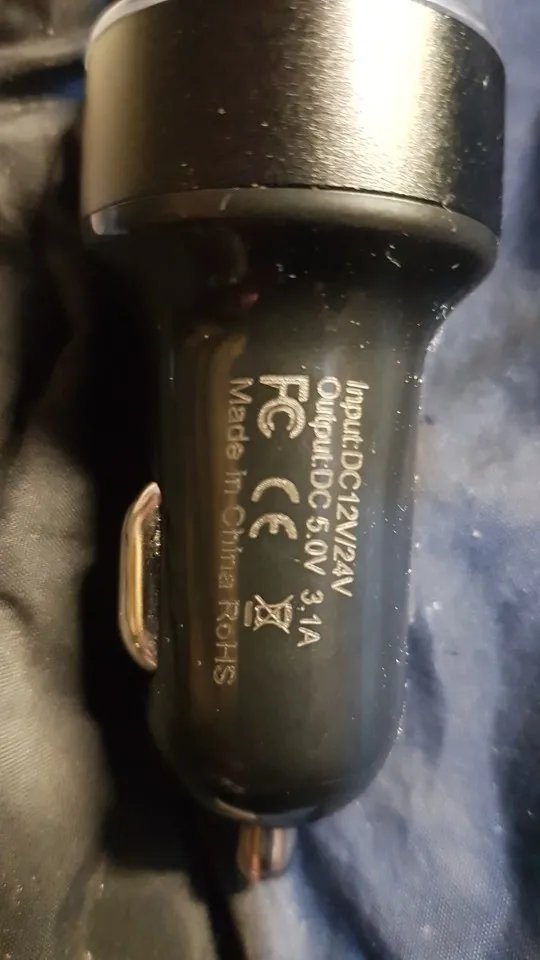 Input:DC12V/24V
Output:DC 5.0V 3.1A
FC CE
Made in China RoHS